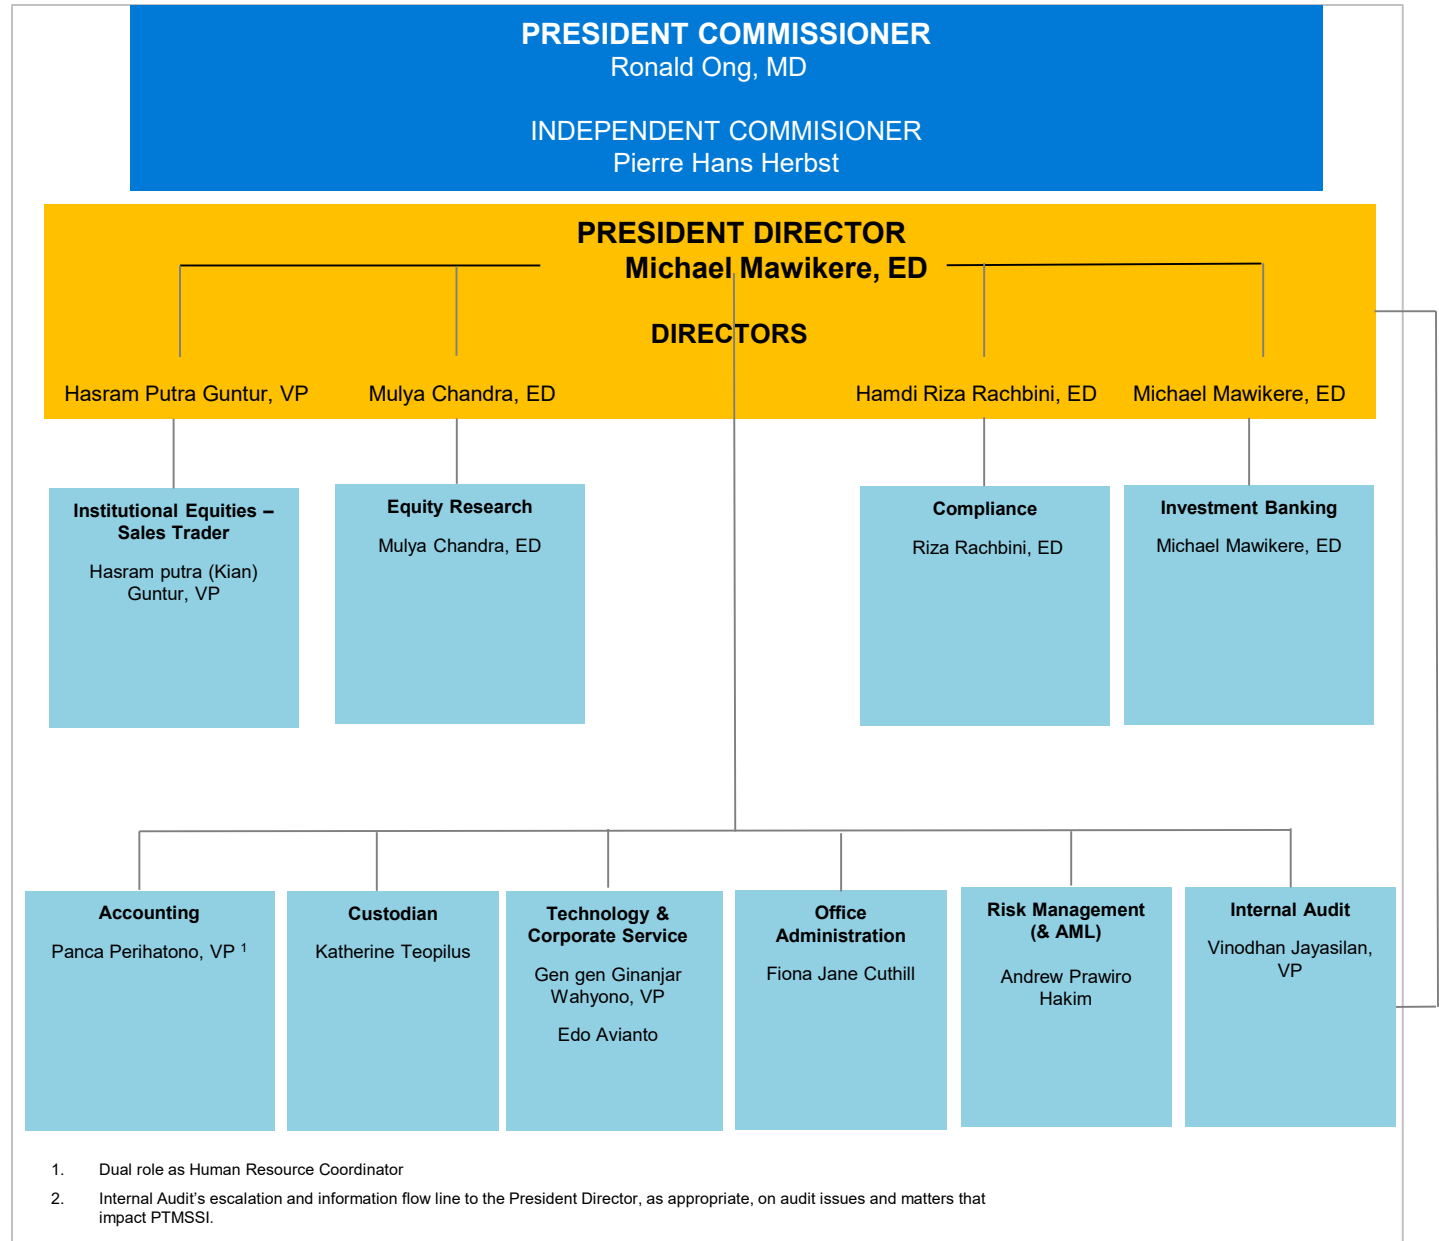 PRESIDENT COMMISSIONER
Ronald Ong, MD
INDEPENDENT COMMISIONER
Pierre Hans Herbst
PRESIDENT DIRECTOR
Michael Mawikere, ED
DIRECTORS
Hasram Putra Guntur, VP
Mulya Chandra, ED
Hamdi Riza Rachbini, ED
Michael Mawikere, ED
Institutional Equities –
Sales Trader
Hasram putra (Kian)
Guntur, VP
Equity Research
Mulya Chandra, ED
Compliance
Riza Rachbini, ED
Investment Banking
Michael Mawikere, ED
Accounting
Panca Perihatono, VP 1
Custodian
Katherine Teopilus
Technology &
Corporate Service
Gen gen Ginanjar
Wahyono, VP
Edo Avianto
Office
Administration
Fiona Jane Cuthill
Risk Management
(& AML)
Andrew Prawiro
Hakim
Internal Audit
Vinodhan Jayasilan,
VP
1. Dual role as Human Resource Coordinator
2. Internal Audit's escalation and information flow line to the President Director, as appropriate, on audit issues and matters that
impact PTMSSI.